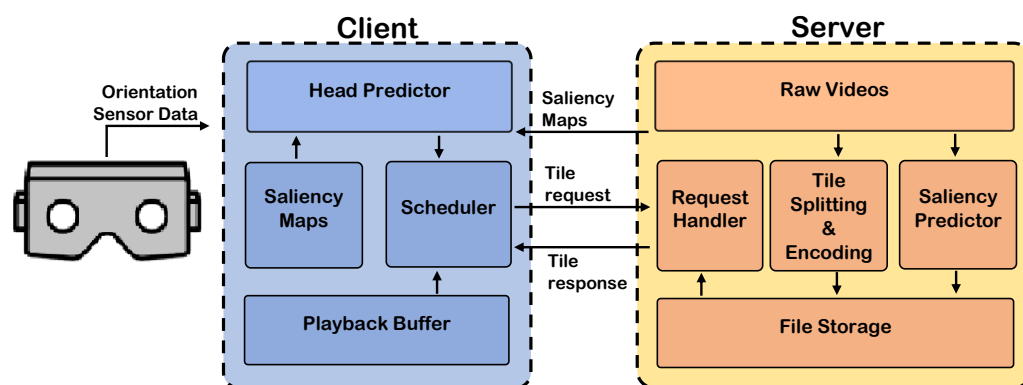 Client
Server
Orientation
Sensor Data
Head Predictor
Saliency
Maps
Scheduler
Playback Buffer
Saliency
Maps
Tile
request
Tile
response
Raw Videos
Request
Handler
Tile
Splitting
&
Encoding
Saliency
Predictor
File Storage